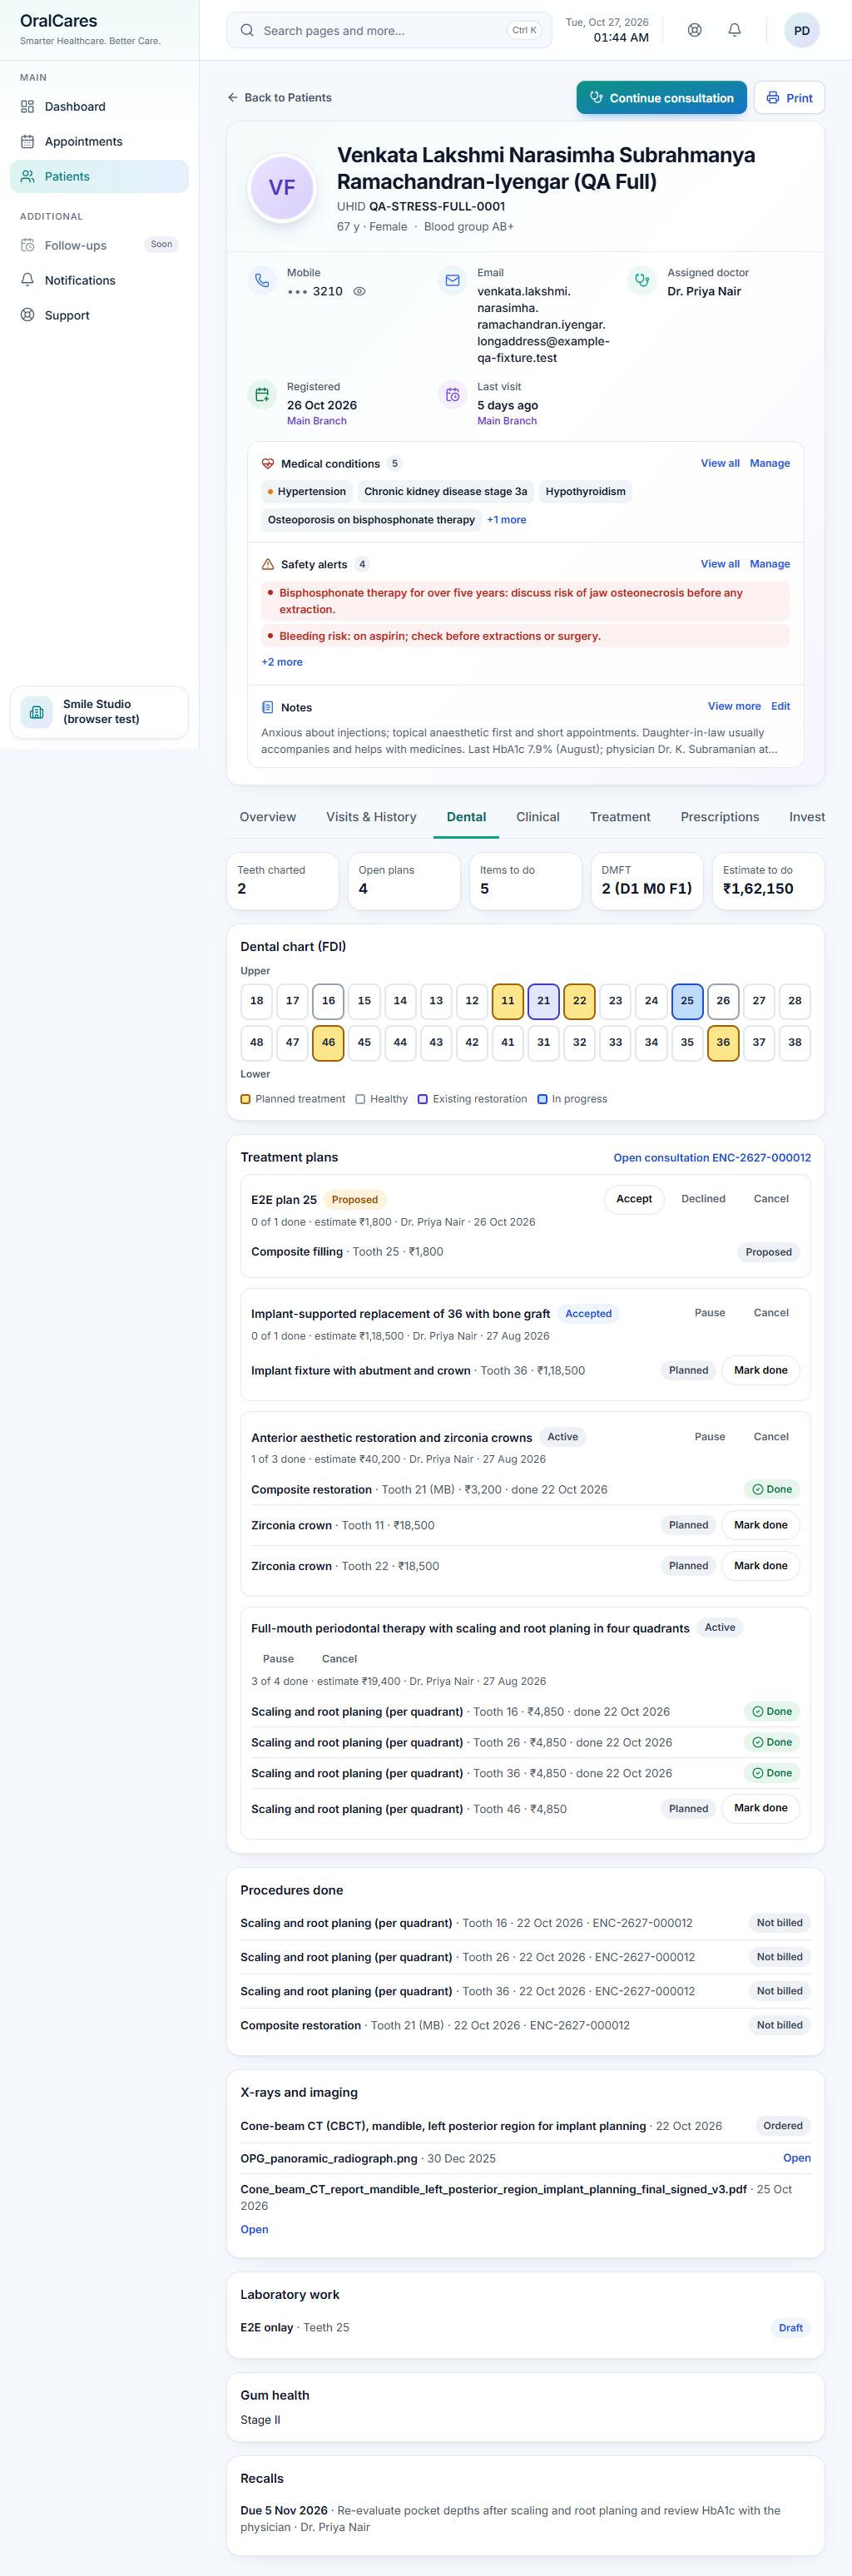 OralCares
Smarter Healthcare. Better Care.
Search pages and more...
Ctrl K
Tue, Oct 27, 2026
01:44 AM
PD
MAIN
Dashboard
Appointments
Patients
ADDITIONAL
Follow-ups
Soon
Notifications
Support
Smile Studio
(browser test)
Back to Patients
Continue consultation
Print
VF
Venkata Lakshmi Narasimha Subrahmanya
Ramachandran-Iyengar (QA Full)
UHID QA-STRESS-FULL-0001
67 y · Female · Blood group AB+
Mobile
••• 3210
Email
venkata.lakshmi.
narasimha.
ramachandran.iyengar.
longaddress@example-
qa-fixture.test
Assigned doctor
Dr. Priya Nair
Registered
26 Oct 2026
Main Branch
Last visit
5 days ago
Main Branch
Medical conditions 5
View all Manage
Hypertension
Chronic kidney disease stage 3a
Hypothyroidism
Osteoporosis on bisphosphonate therapy
+1 more
Safety alerts 4
View all Manage
Bisphosphonate therapy for over five years: discuss risk of jaw osteonecrosis before any
extraction.
Bleeding risk: on aspirin; check before extractions or surgery.
+2 more
Notes
View more Edit
Anxious about injections; topical anaesthetic first and short appointments. Daughter-in-law usually
accompanies and helps with medicines. Last HbA1c 7.9% (August); physician Dr. K. Subramanian at...
Overview Visits & History Dental Clinical Treatment Prescriptions Invest
Teeth charted
2
Open plans
4
Items to do
5
DMFT
2 (D1 M0 F1)
Estimate to do
₹1,62,150
Dental chart (FDI)
Upper
18 17 16 15 14 13 12 11 21 22 23 24 25 26 27 28
48 47 46 45 44 43 42 41 31 32 33 34 35 36 37 38
Lower
Planned treatment Healthy Existing restoration In progress
Treatment plans
Open consultation ENC-2627-000012
E2E plan 25 Proposed
Accept Declined Cancel
0 of 1 done · estimate ₹1,800 · Dr. Priya Nair · 26 Oct 2026
Composite filling · Tooth 25 · ₹1,800
Proposed
Implant-supported replacement of 36 with bone graft Accepted
Pause Cancel
0 of 1 done · estimate ₹1,18,500 · Dr. Priya Nair · 27 Aug 2026
Implant fixture with abutment and crown · Tooth 36 · ₹1,18,500
Planned Mark done
Anterior aesthetic restoration and zirconia crowns Active
Pause Cancel
1 of 3 done · estimate ₹40,200 · Dr. Priya Nair · 27 Aug 2026
Composite restoration · Tooth 21 (MB) · ₹3,200 · done 22 Oct 2026
Done
Zirconia crown · Tooth 11 · ₹18,500
Planned Mark done
Zirconia crown · Tooth 22 · ₹18,500
Planned Mark done
Full-mouth periodontal therapy with scaling and root planing in four quadrants Active
Pause Cancel
3 of 4 done · estimate ₹19,400 · Dr. Priya Nair · 27 Aug 2026
Scaling and root planing (per quadrant) · Tooth 16 · ₹4,850 · done 22 Oct 2026
Done
Scaling and root planing (per quadrant) · Tooth 26 · ₹4,850 · done 22 Oct 2026
Done
Scaling and root planing (per quadrant) · Tooth 36 · ₹4,850 · done 22 Oct 2026
Done
Scaling and root planing (per quadrant) · Tooth 46 · ₹4,850
Planned Mark done
Procedures done
Scaling and root planing (per quadrant) · Tooth 16 · 22 Oct 2026 · ENC-2627-000012
Not billed
Scaling and root planing (per quadrant) · Tooth 26 · 22 Oct 2026 · ENC-2627-000012
Not billed
Scaling and root planing (per quadrant) · Tooth 36 · 22 Oct 2026 · ENC-2627-000012
Not billed
Composite restoration · Tooth 21 (MB) · 22 Oct 2026 · ENC-2627-000012
Not billed
X-rays and imaging
Cone-beam CT (CBCT), mandible, left posterior region for implant planning · 22 Oct 2026
Ordered
OPG_panoramic_radiograph.png · 30 Dec 2025
Open
Cone_beam_CT_report_mandible_left_posterior_region_implant_planning_final_signed_v3.pdf · 25 Oct
2026
Open
Laboratory work
E2E onlay · Teeth 25
Draft
Gum health
Stage II
Recalls
Due 5 Nov 2026 · Re-evaluate pocket depths after scaling and root planing and review HbA1c with the
physician · Dr. Priya Nair